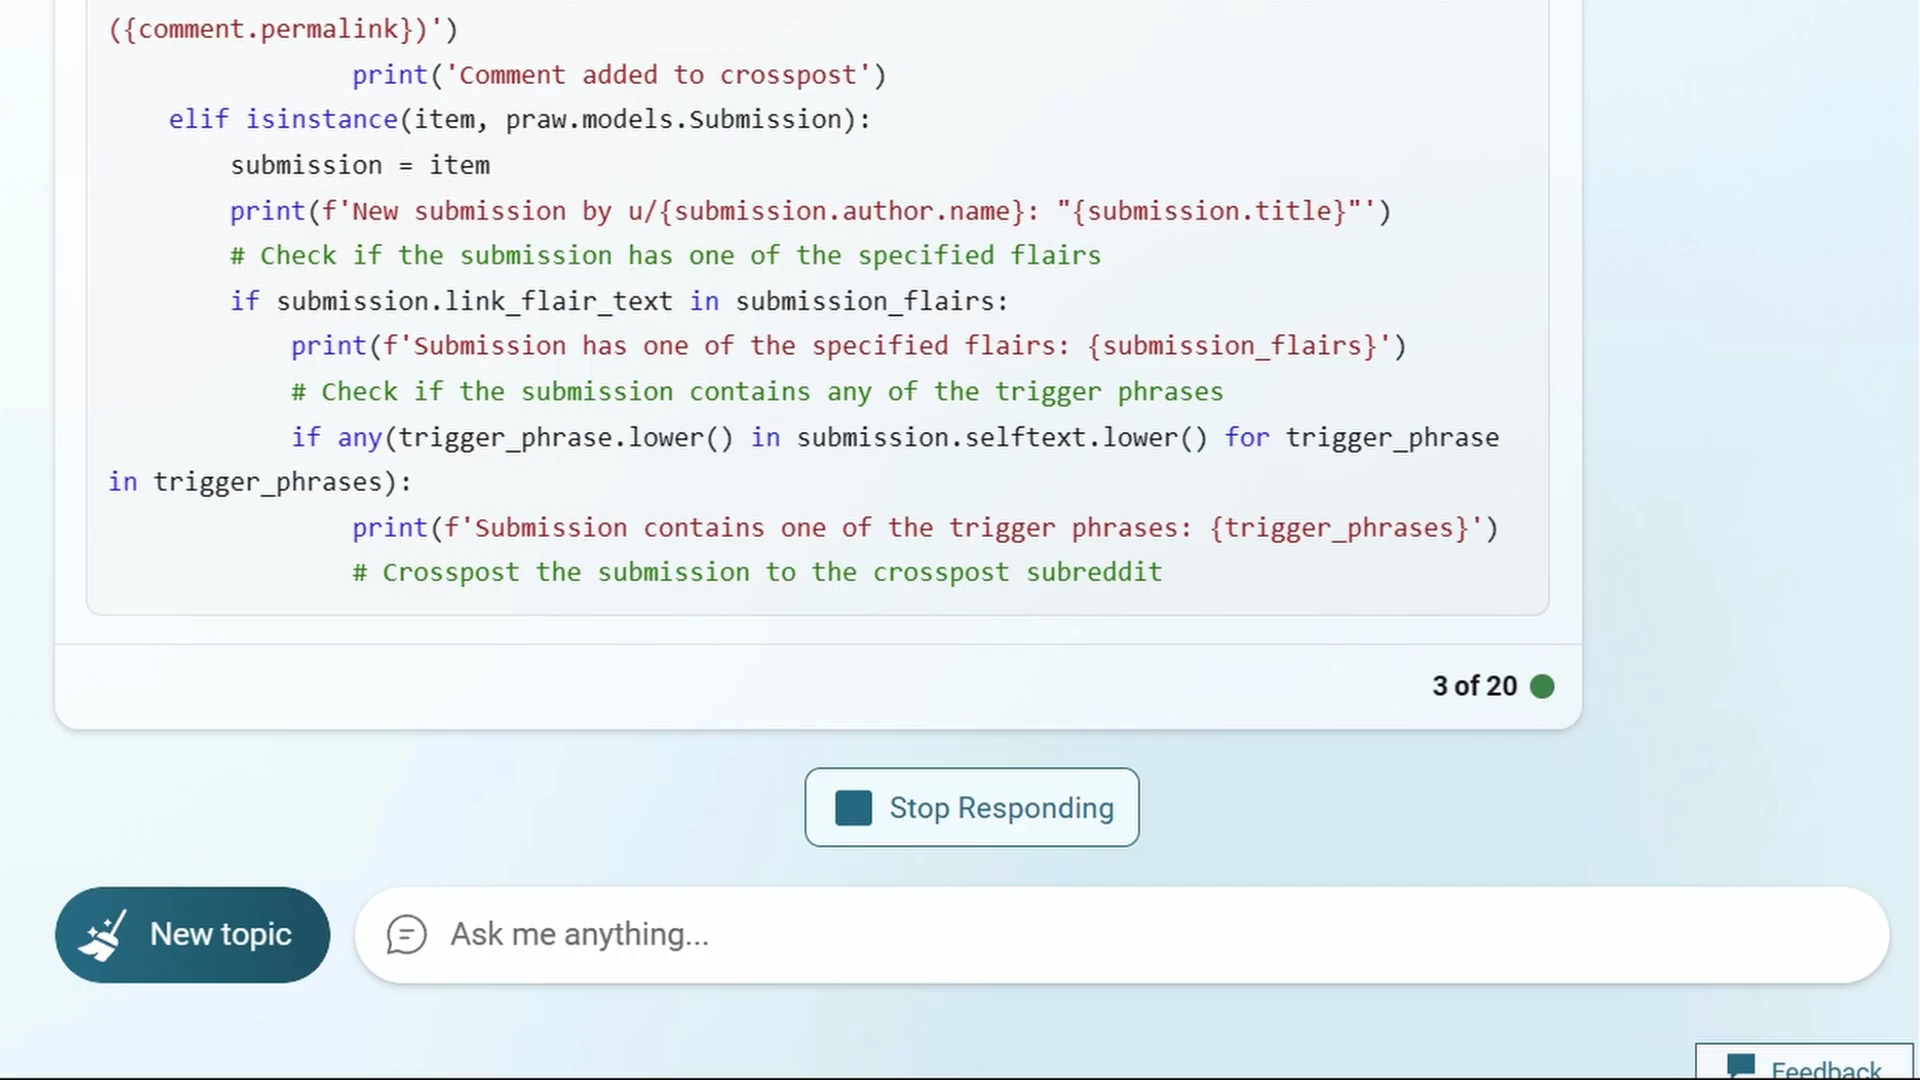 ({comment.permalink})')
print('Comment added to crosspost')
elif isinstance(item, praw.models.Submission):
submission = item
print(f'New submission by u/{submission.author.name}: "{submission.title}"')
# Check if the submission has one of the specified flairs
if submission.link_flair_text in submission_flairs:
print(f'Submission has one of the specified flairs: {submission_flairs}')
# Check if the submission contains any of the trigger phrases
if any(trigger_phrase.lower() in submission.selftext.lower() for trigger_phrase
in trigger_phrases):
print(f'Submission contains one of the trigger phrases: {trigger_phrases}')
# Crosspost the submission to the crosspost subreddit
3 of 20
Stop Responding
New topic
Ask me anything...
Feedback